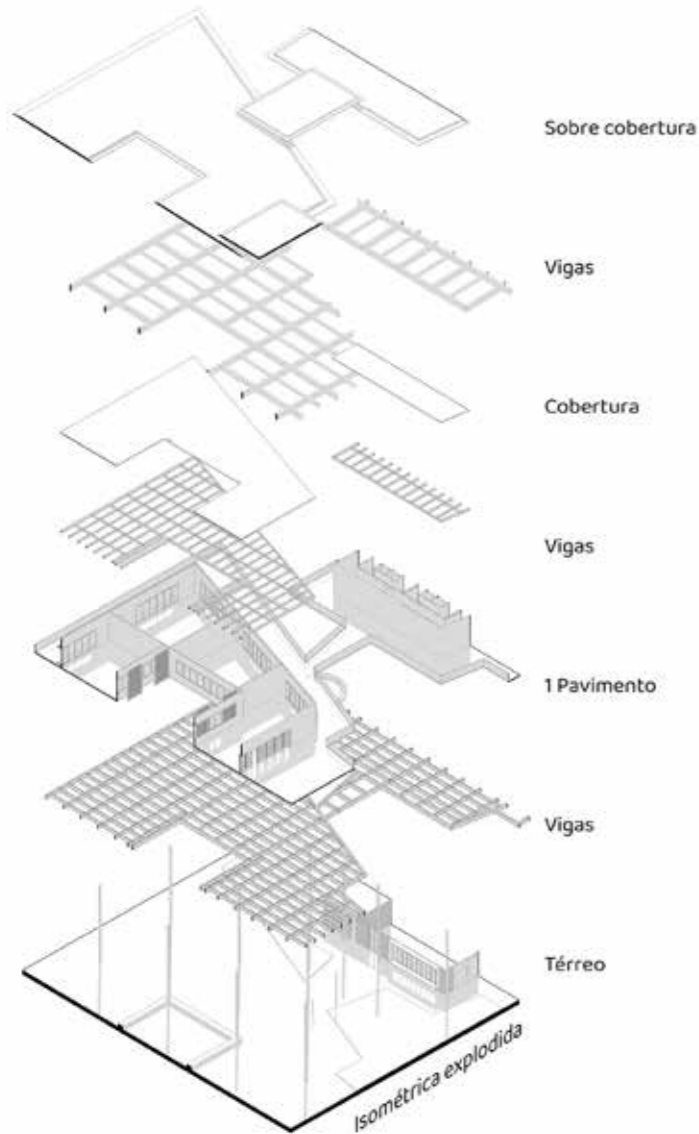 Sobre cobertura
Vigas
Cobertura
Vigas
1 Pavimento
Vigas
Térreo
Isométrica explodida